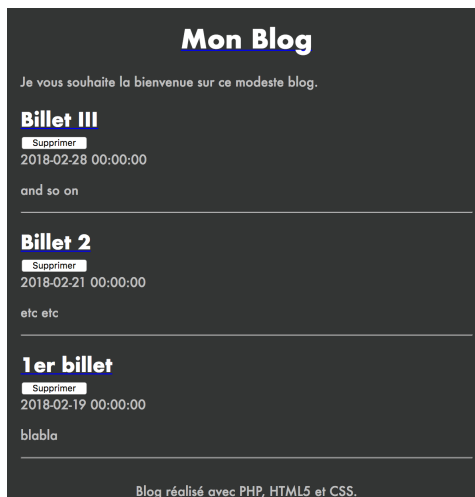 Mon Blog
Je vous souhaite la bienvenue sur ce modeste blog.
Billet III
Supprimer
2018-02-28 00:00:00
and so on
Billet 2
Supprimer
2018-02-21 00:00:00
etc etc
1er billet
Supprimer
2018-02-19 00:00:00
blabla
Blog réalisé avec PHP, HTML5 et CSS.